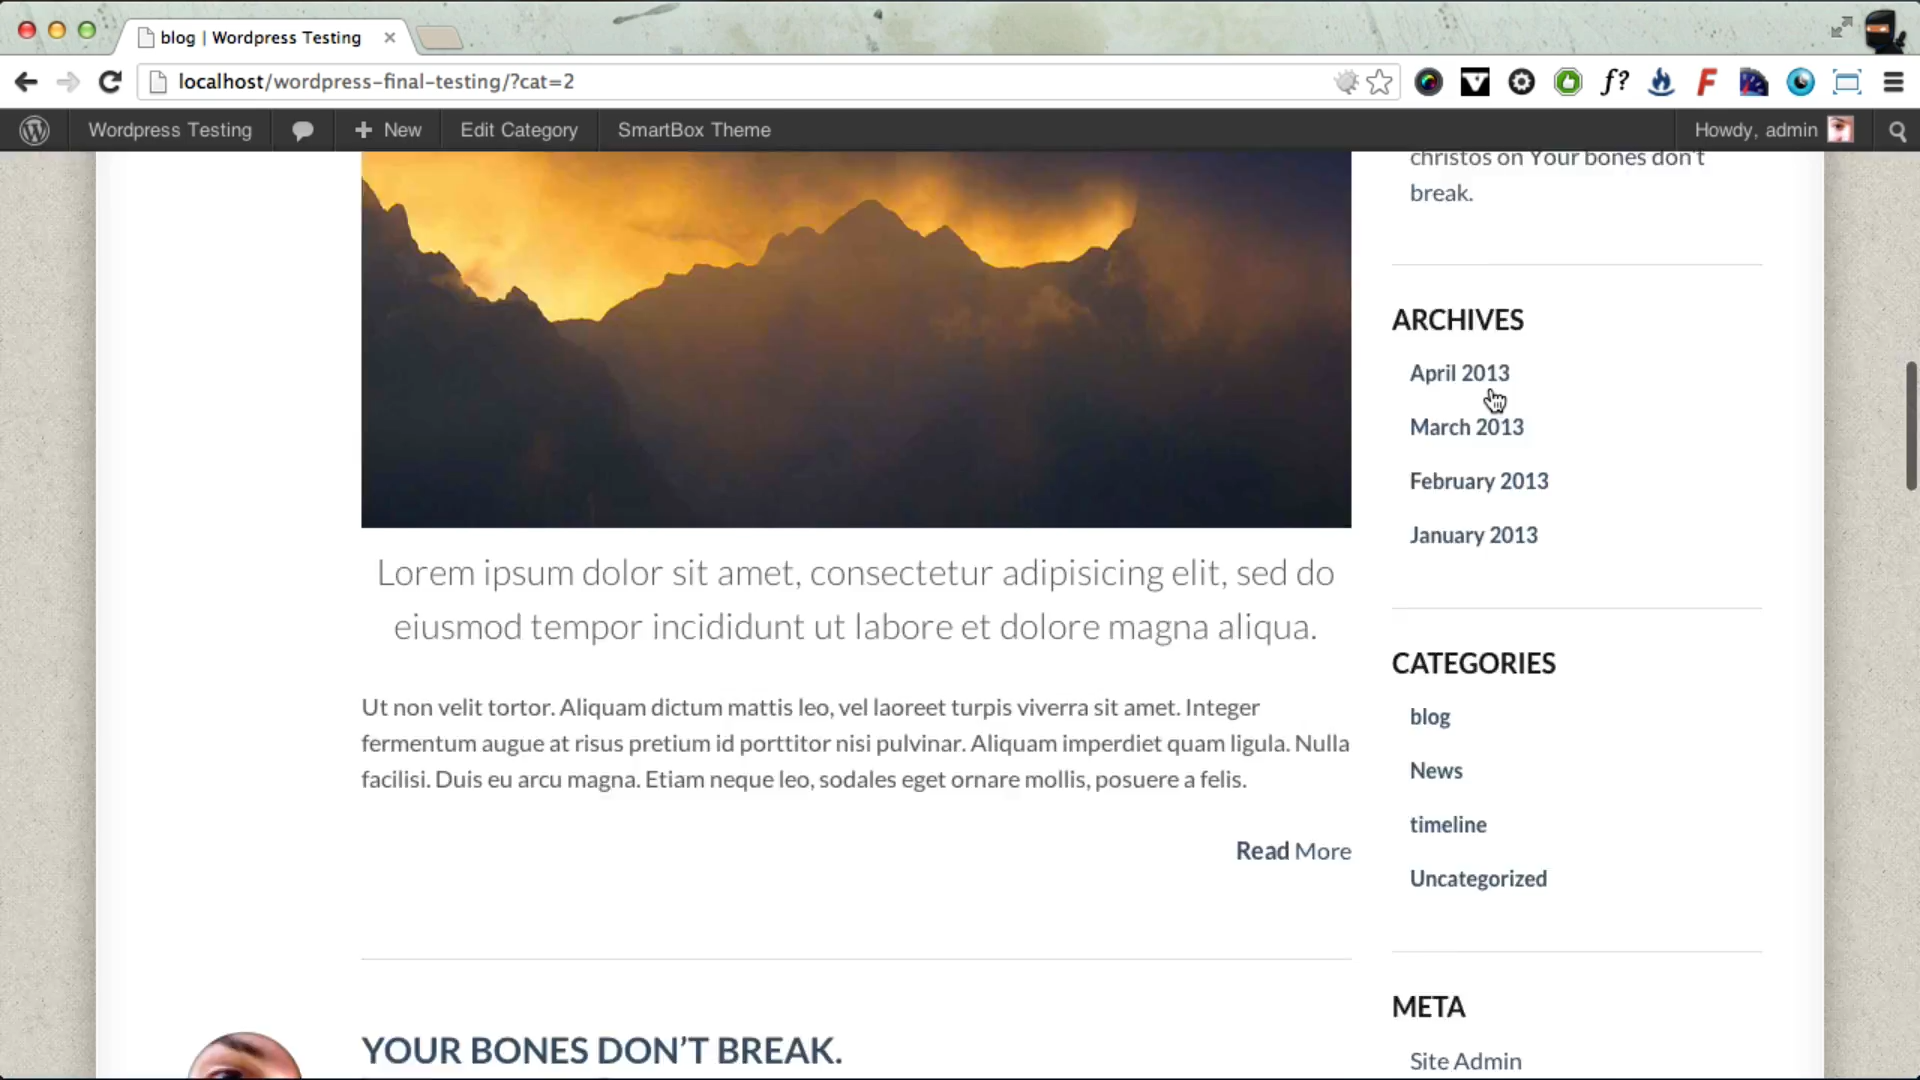 blog | Wordpress Testing
localhost/wordpress-final-testing/?cat=2
f?
F
Wordpress Testing
New
Edit Category
SmartBox Theme
Howdy, admin
christos on Your bones don't
break.
ARCHIVES
April 2013
March 2013
February 2013
January 2013
Lorem ipsum dolor sit amet, consectetur adipisicing elit, sed do
eiusmod tempor incididunt ut labore et dolore magna aliqua.
Ut non velit tortor. Aliquam dictum mattis leo, vel laoreet turpis viverra sit amet. Integer
fermentum augue at risus pretium id porttitor nisi pulvinar. Aliquam imperdiet quam ligula. Nulla
facilisi. Duis eu arcu magna. Etiam neque leo, sodales eget ornare mollis, posuere a felis.
Read More
CATEGORIES
blog
News
timeline
Uncategorized
META
Site Admin
YOUR BONES DON’T BREAK.